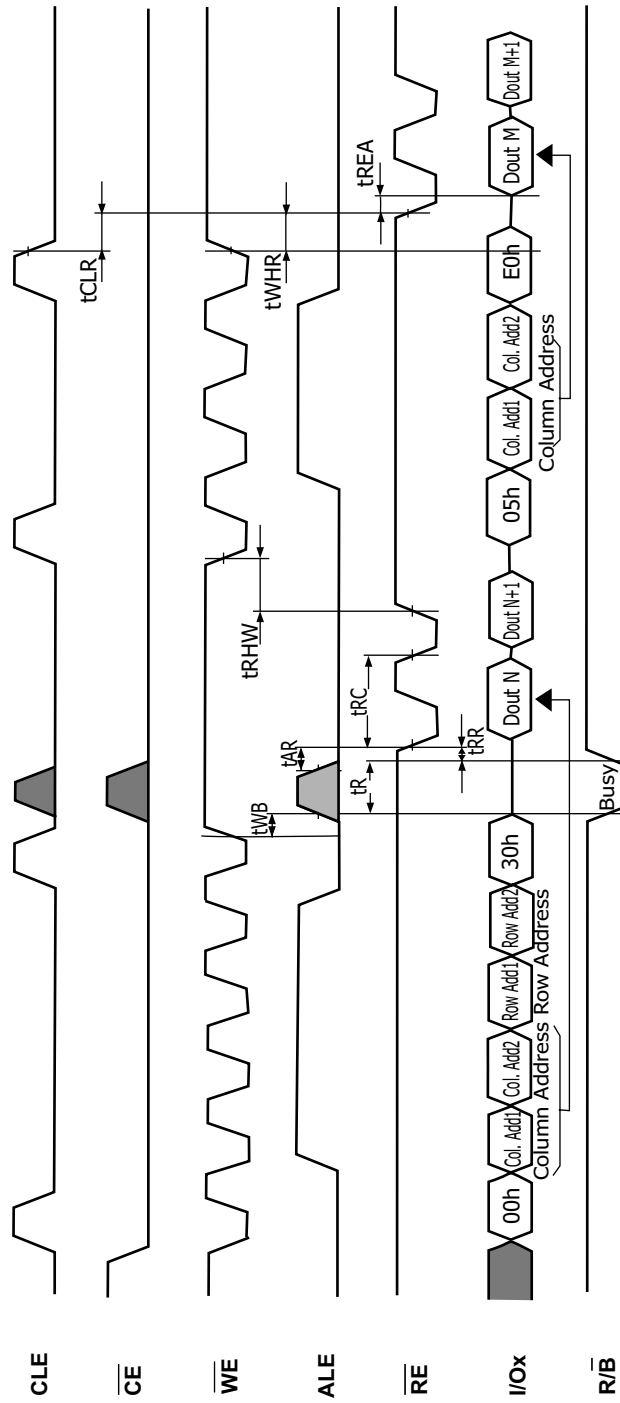 CLE
tCLR
CE
WE
tWB
tRHW
tWHR
ALE
tAR
tR
tRC
tRR
RE
tREA
I/Ox
00h
Col. Add1
Col. Add2
Row Add1
Row Add2
30h
Dout N
Dout N+1
05h
Col. Add1
Col. Add2
E0h
Dout M
Dout M+1
Column Address
Row Address
Column Address
R/B
Busy